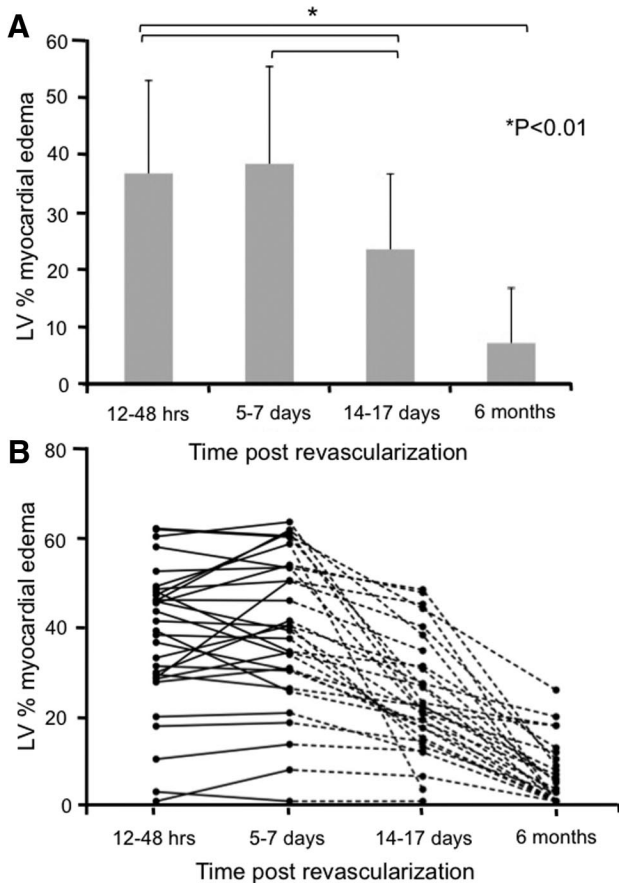 A
*
60
50
40
30
20
10
0
LV % myocardial edema
*P<0.01
12-48 hrs 5-7 days 14-17 days 6 months
Time post revascularization
B
80
60
40
20
0
LV % myocardial edema
12-48 hrs 5-7 days 14-17 days 6 months
Time post revascularization